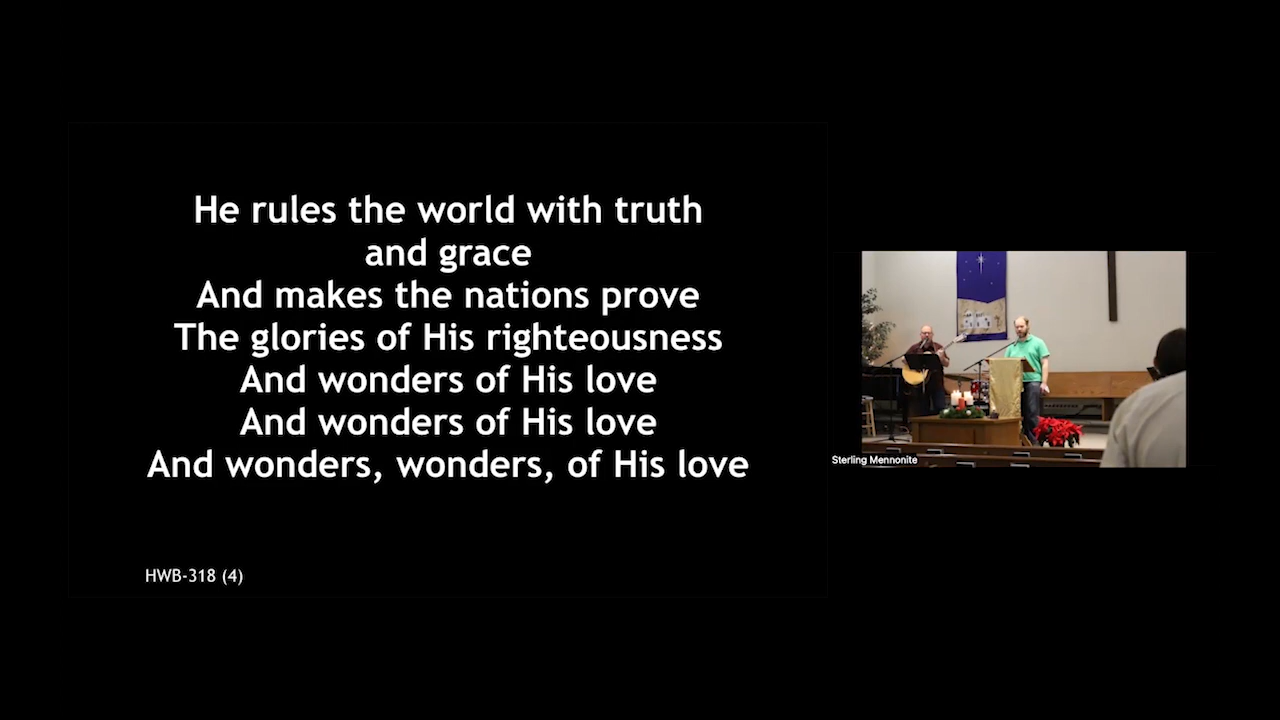 He rules the world with truth
and grace
And makes the nations prove
The glories of His righteousness
And wonders of His love
And wonders of His love
And wonders, wonders, of His love
HWB-318 (4)
Sterling Mennonite